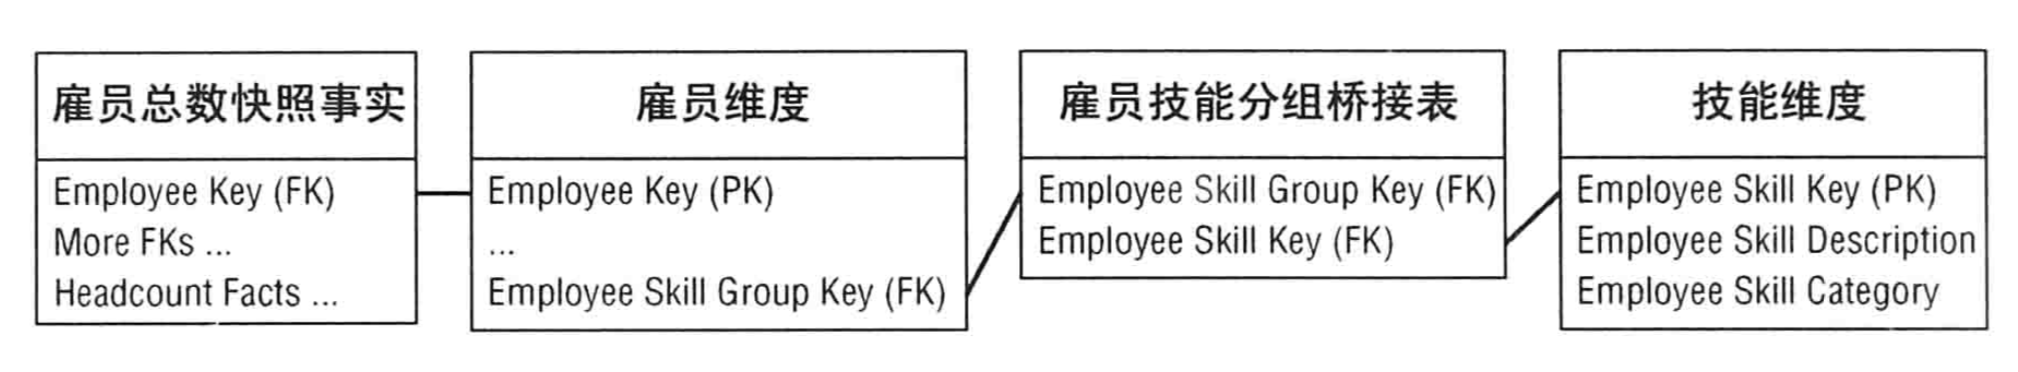 雇员总数快照事实
Employee Key (FK)
More FKs ...
Headcount Facts ...
雇员维度
Employee Key (PK)
...
Employee Skill Group Key (FK)
雇员技能分组桥接表
Employee Skill Group Key (FK)
Employee Skill Key (FK)
技能维度
Employee Skill Key (PK)
Employee Skill Description
Employee Skill Category